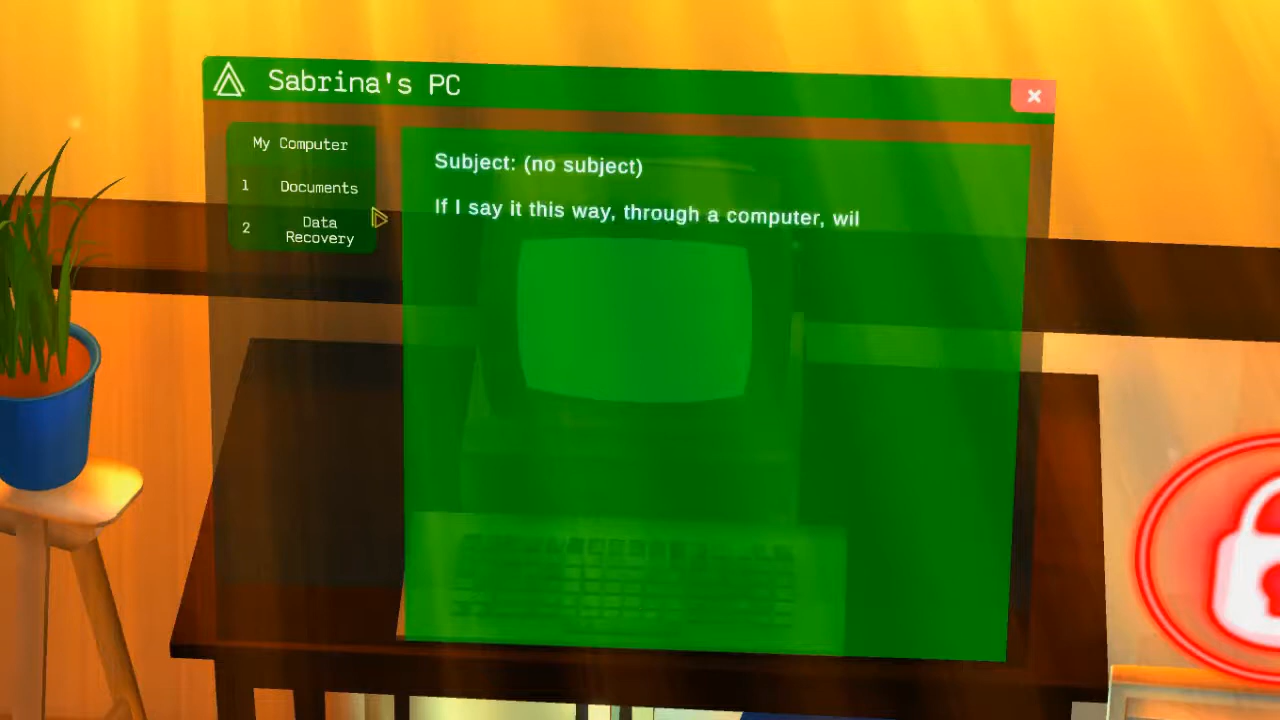 Sabrina's PC
My Computer
1 Documents
2 Data
Recovery
Subject: (no subject)
If I say it this way, through a computer, wil